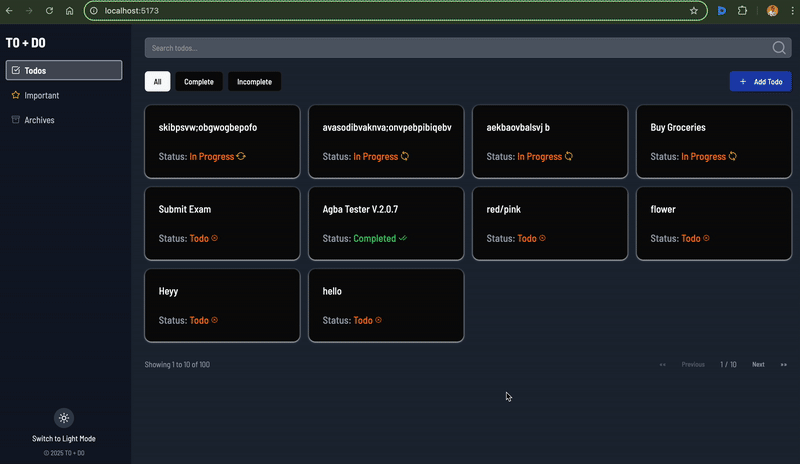 localhost:5173
TO + DO
Todos
Important
Archives
Search todos...
All
Complete
Incomplete
+ Add Todo
skibpsvw;obgwogbepofo
Status: In Progress
avasodibvaknva;onvpebpibiqebv
Status: In Progress
aekbaovbalsvj b
Status: In Progress
Buy Groceries
Status: In Progress
Submit Exam
Status: Todo
Agba Tester V.2.0.7
Status: Completed
red/pink
Status: Todo
flower
Status: Todo
Heyy
Status: Todo
hello
Status: Todo
Showing 1 to 10 of 100
Previous
1 / 10
Next
Switch to Light Mode
© 2025 TO + DO